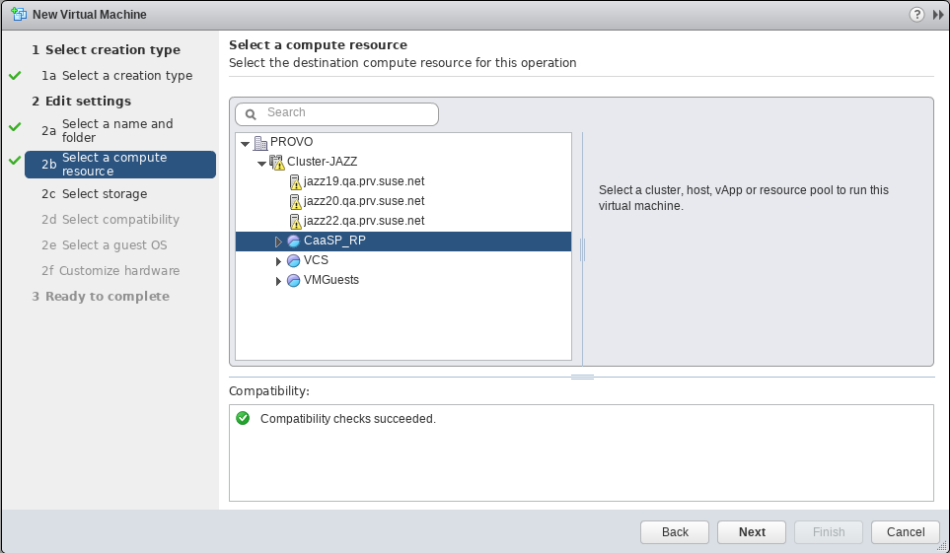 New Virtual Machine
1 Select creation type
1a Select a creation type
2 Edit settings
2a Select a name and
folder
2b Select a compute
resource
2c Select storage
2d Select compatibility
2e Select a guest OS
2f Customize hardware
3 Ready to complete
Select a compute resource
Select the destination compute resource for this operation
Search
PROVO
Cluster-JAZZ
jazz19.qa.prv.suse.net
jazz20.qa.prv.suse.net
jazz22.qa.prv.suse.net
CaaSP_RP
VCS
VMGuests
Select a cluster, host, vApp or resource pool to run this
virtual machine.
Compatibility:
Compatibility checks succeeded.
Back
Next
Finish
Cancel